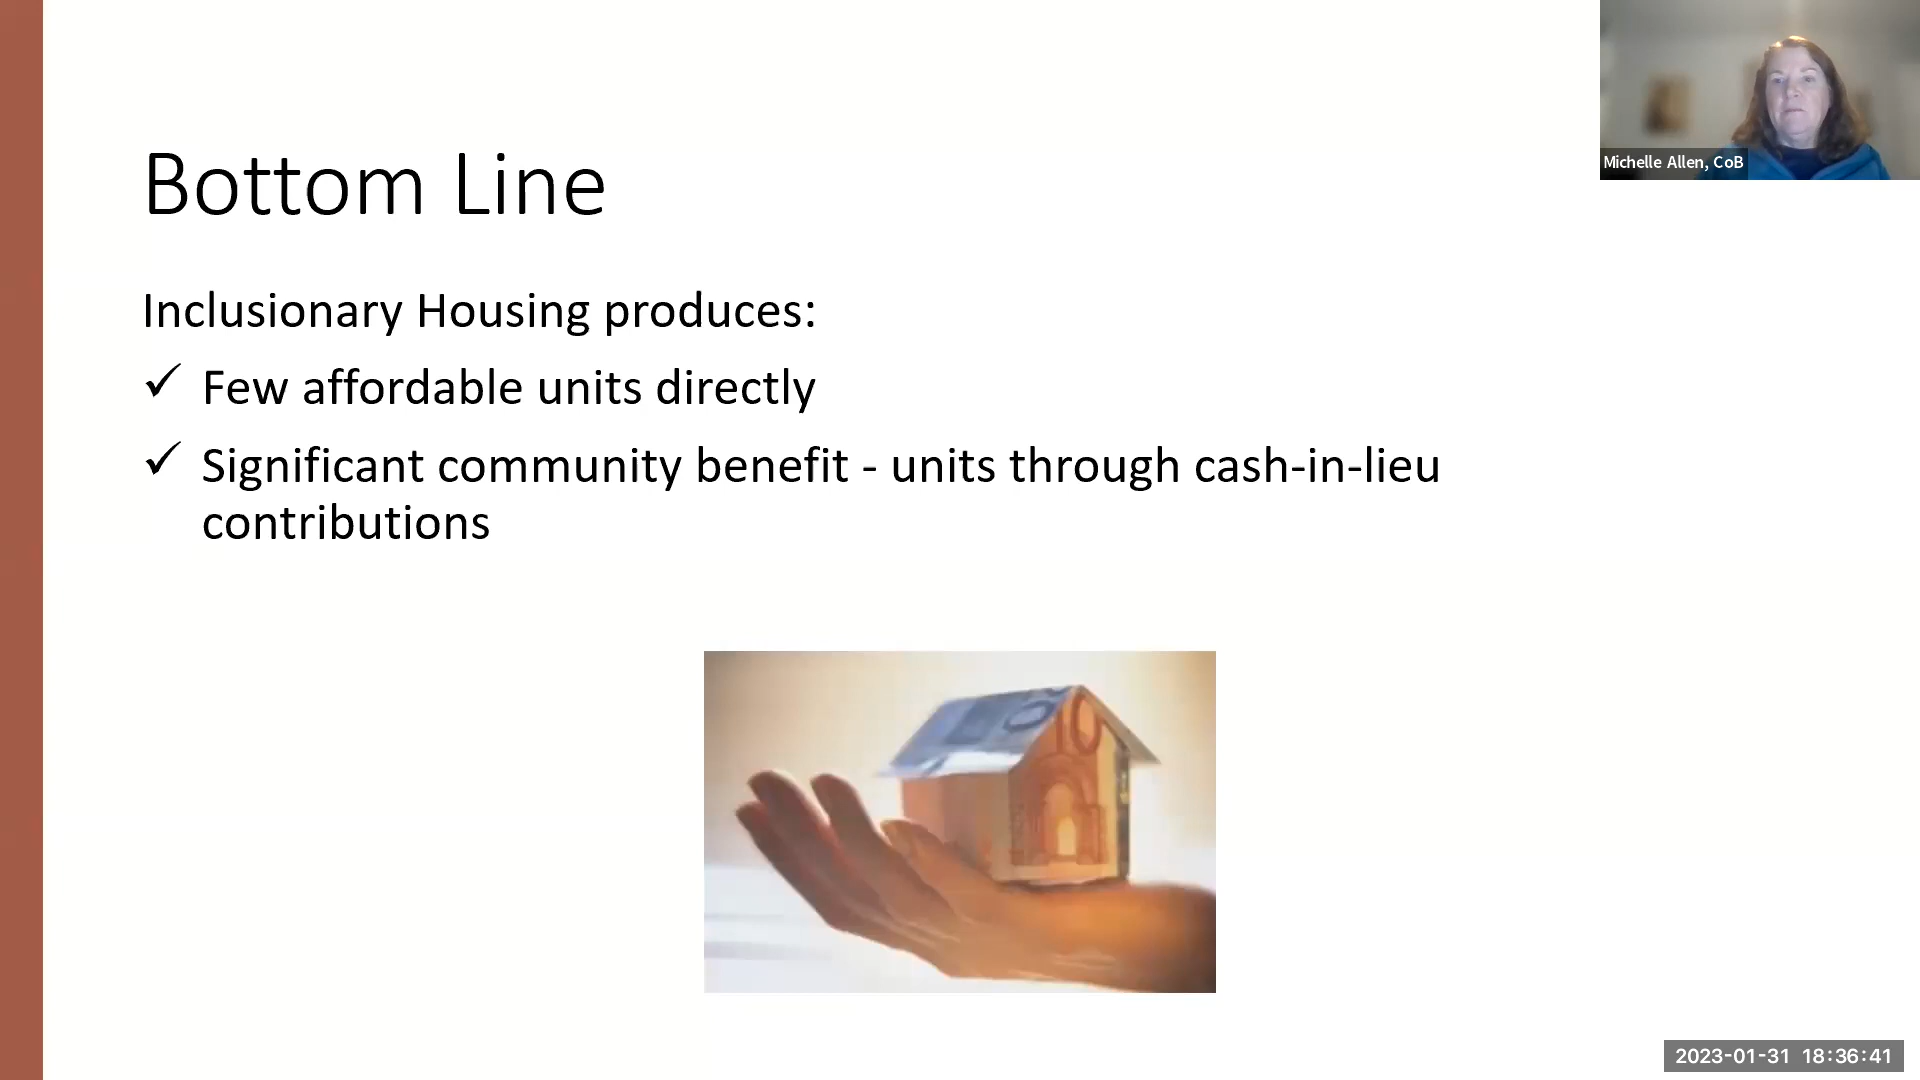 Michelle Allen, CoB
Bottom Line
Inclusionary Housing produces:
✓ Few affordable units directly
✓ Significant community benefit - units through cash-in-lieu
contributions
10
2023-01-31 18:36:41